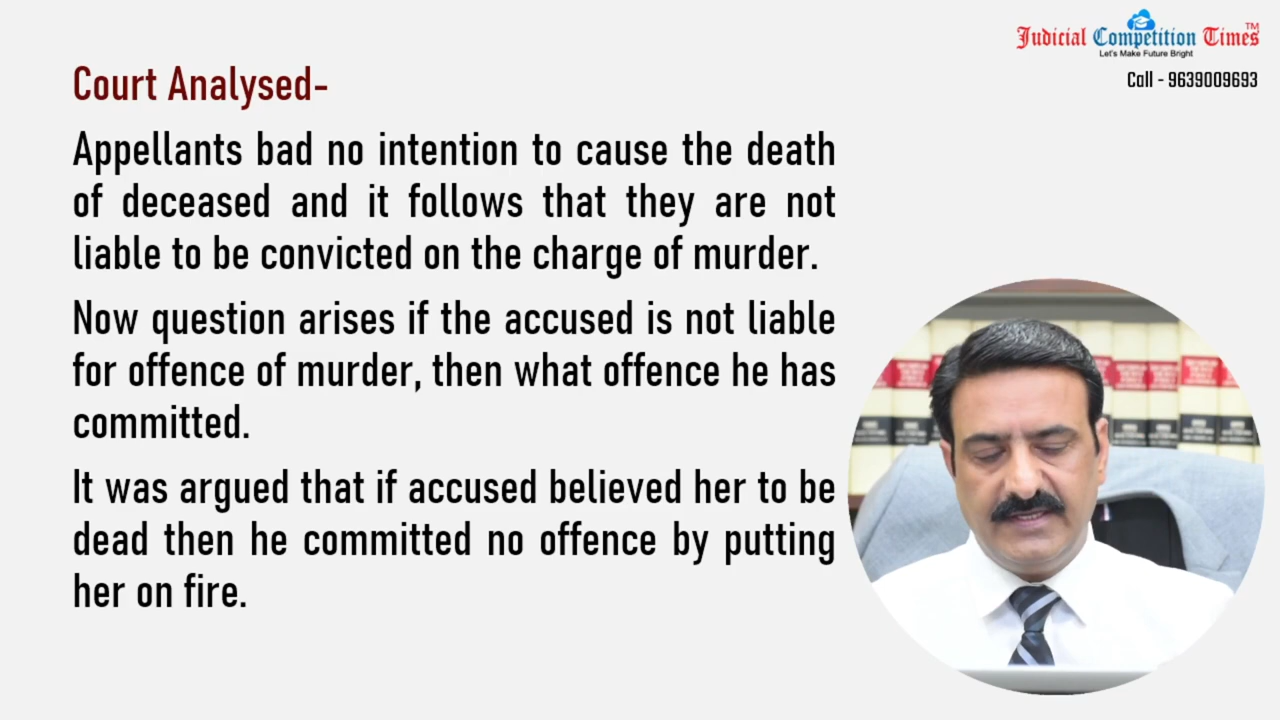 Judicial Competition Times™
Let's Make Future Bright
Call - 9639009693
Court Analysed-
Appellants bad no intention to cause the death
of deceased and it follows that they are not
liable to be convicted on the charge of murder.
Now question arises if the accused is not liable
for offence of murder, then what offence he has
committed.
It was argued that if accused believed her to be
dead then he committed no offence by putting
her on fire.